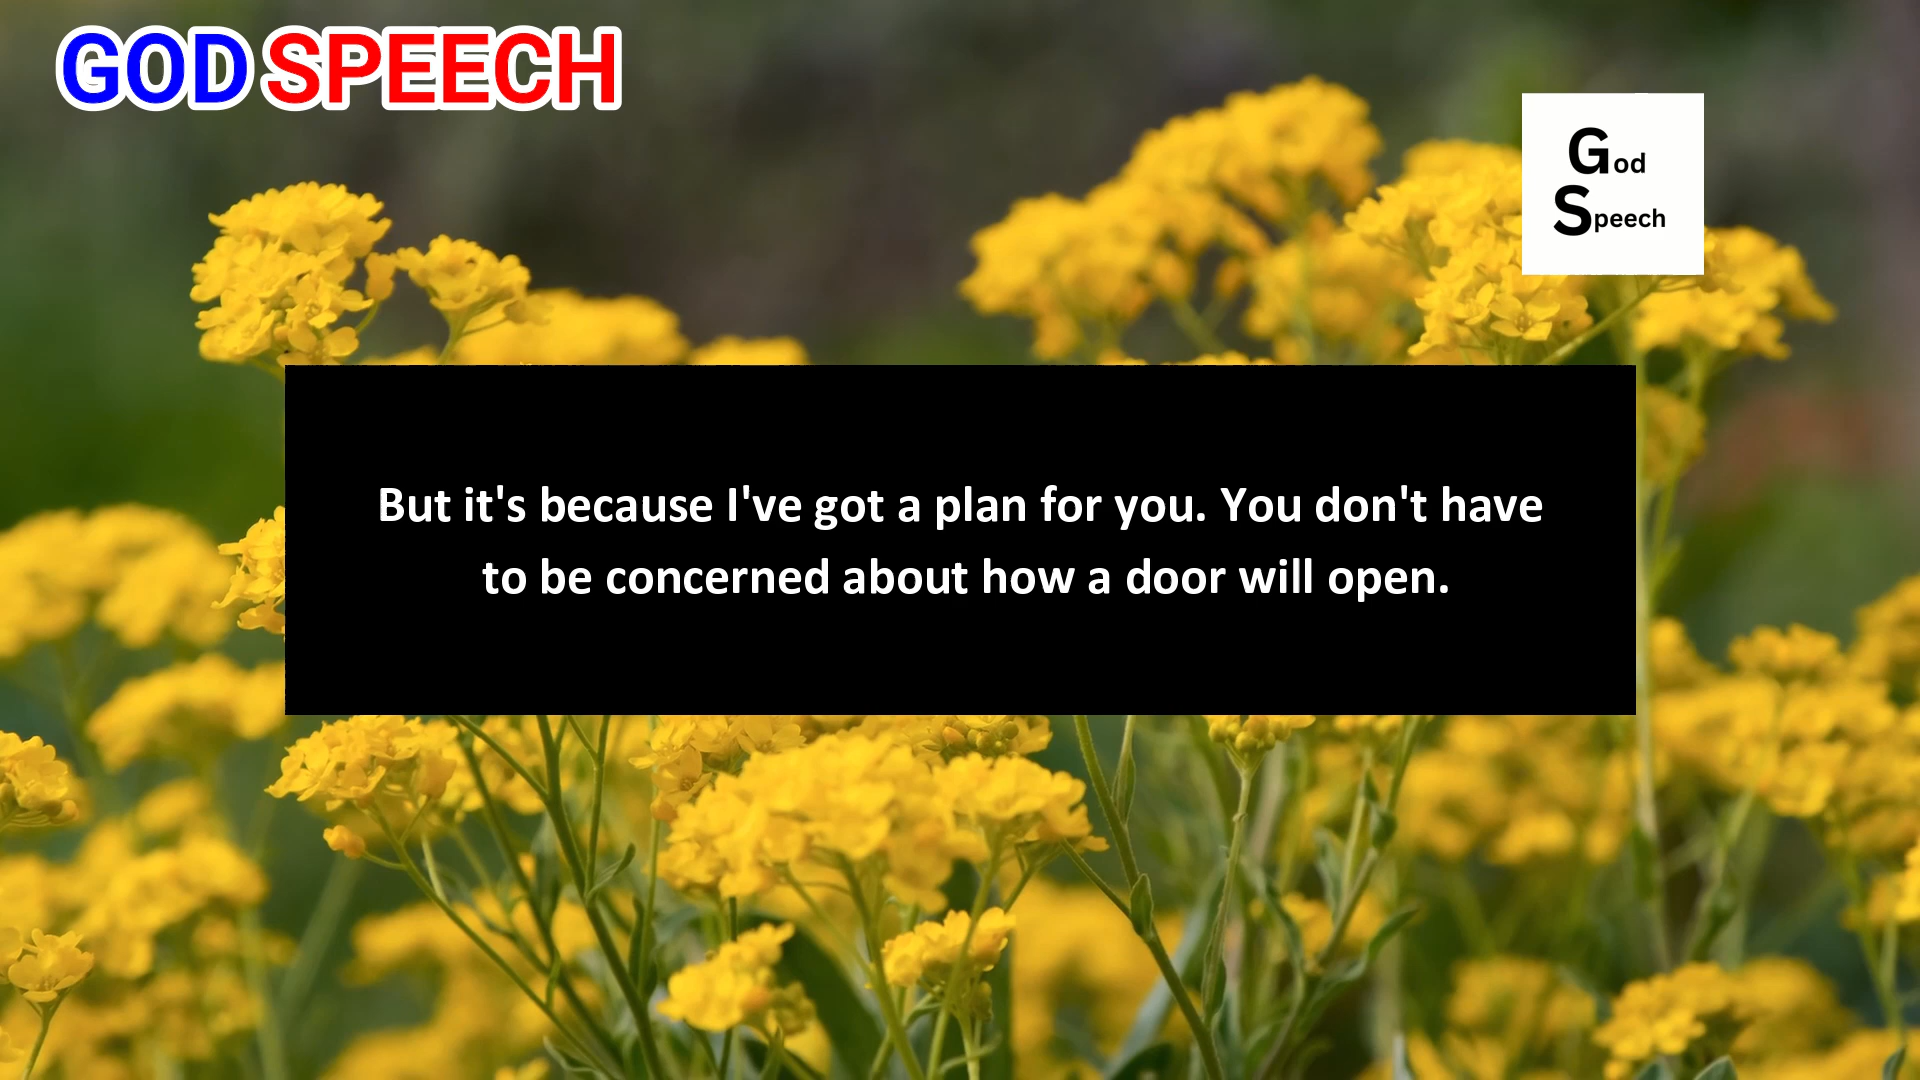 GOD SPEECH
God
Speech
But it's because I've got a plan for you. You don't have
to be concerned about how a door will open.